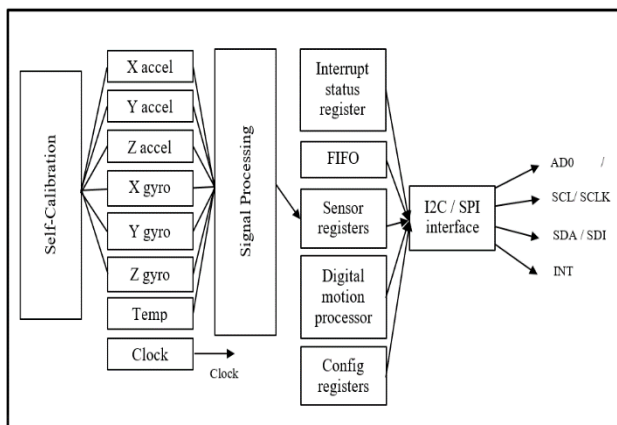 Self-Calibration
X accel
Y accel
Z accel
X gyro
Y gyro
Z gyro
Temp
Clock
Clock
Signal Processing
Interrupt
status
register
FIFO
Sensor
registers
Digital
motion
processor
Config
registers
I2C / SPI
interface
AD0 /
SCL/ SCLK
SDA / SDI
INT